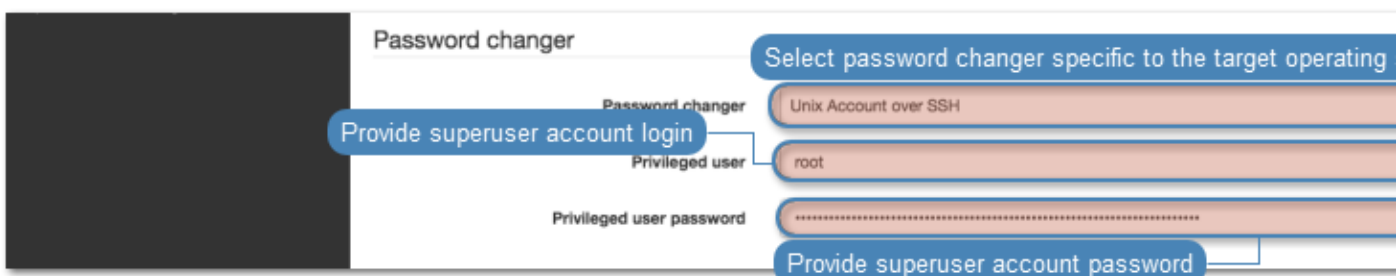 Password changer
Select password changer specific to the target operating
Password changer
Unix Account over SSH
Provide superuser account login
Privileged user
root
Privileged user password
Provide superuser account password